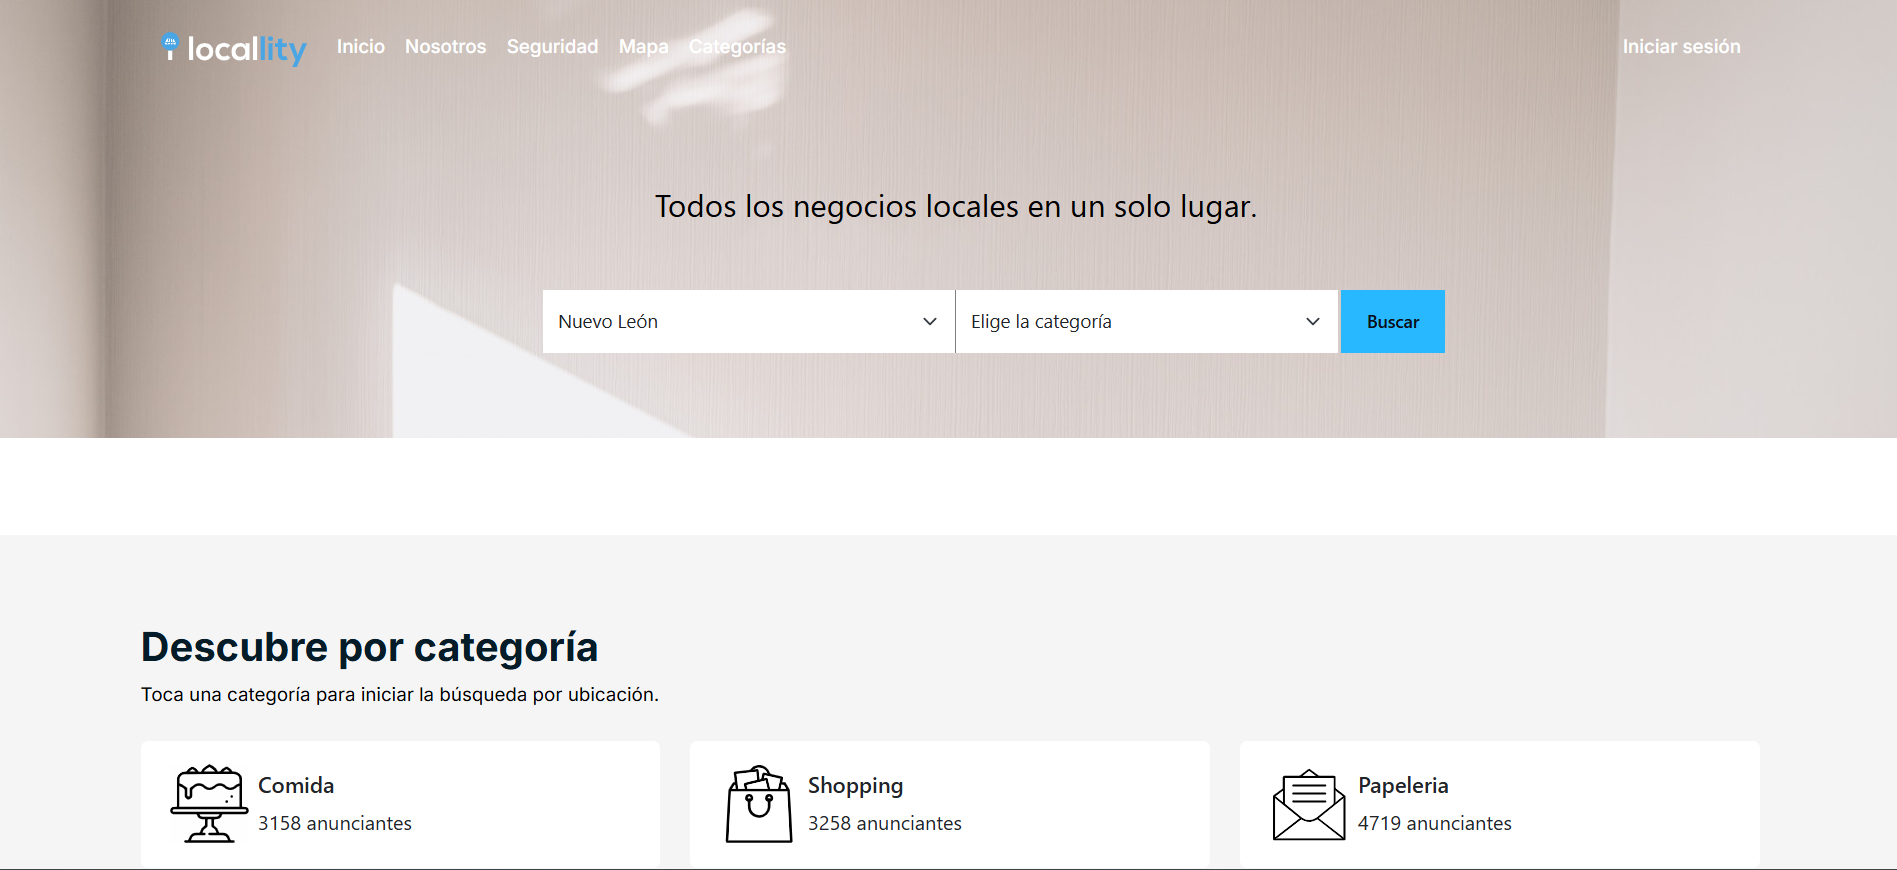 locallity Inicio Nosotros Seguridad Mapa Categorías Iniciar sesión
Todos los negocios locales en un solo lugar.
Nuevo León Elige la categoría Buscar
Descubre por categoría
Toca una categoría para iniciar la búsqueda por ubicación.
Comida
3158 anunciantes
Shopping
3258 anunciantes
Papeleria
4719 anunciantes